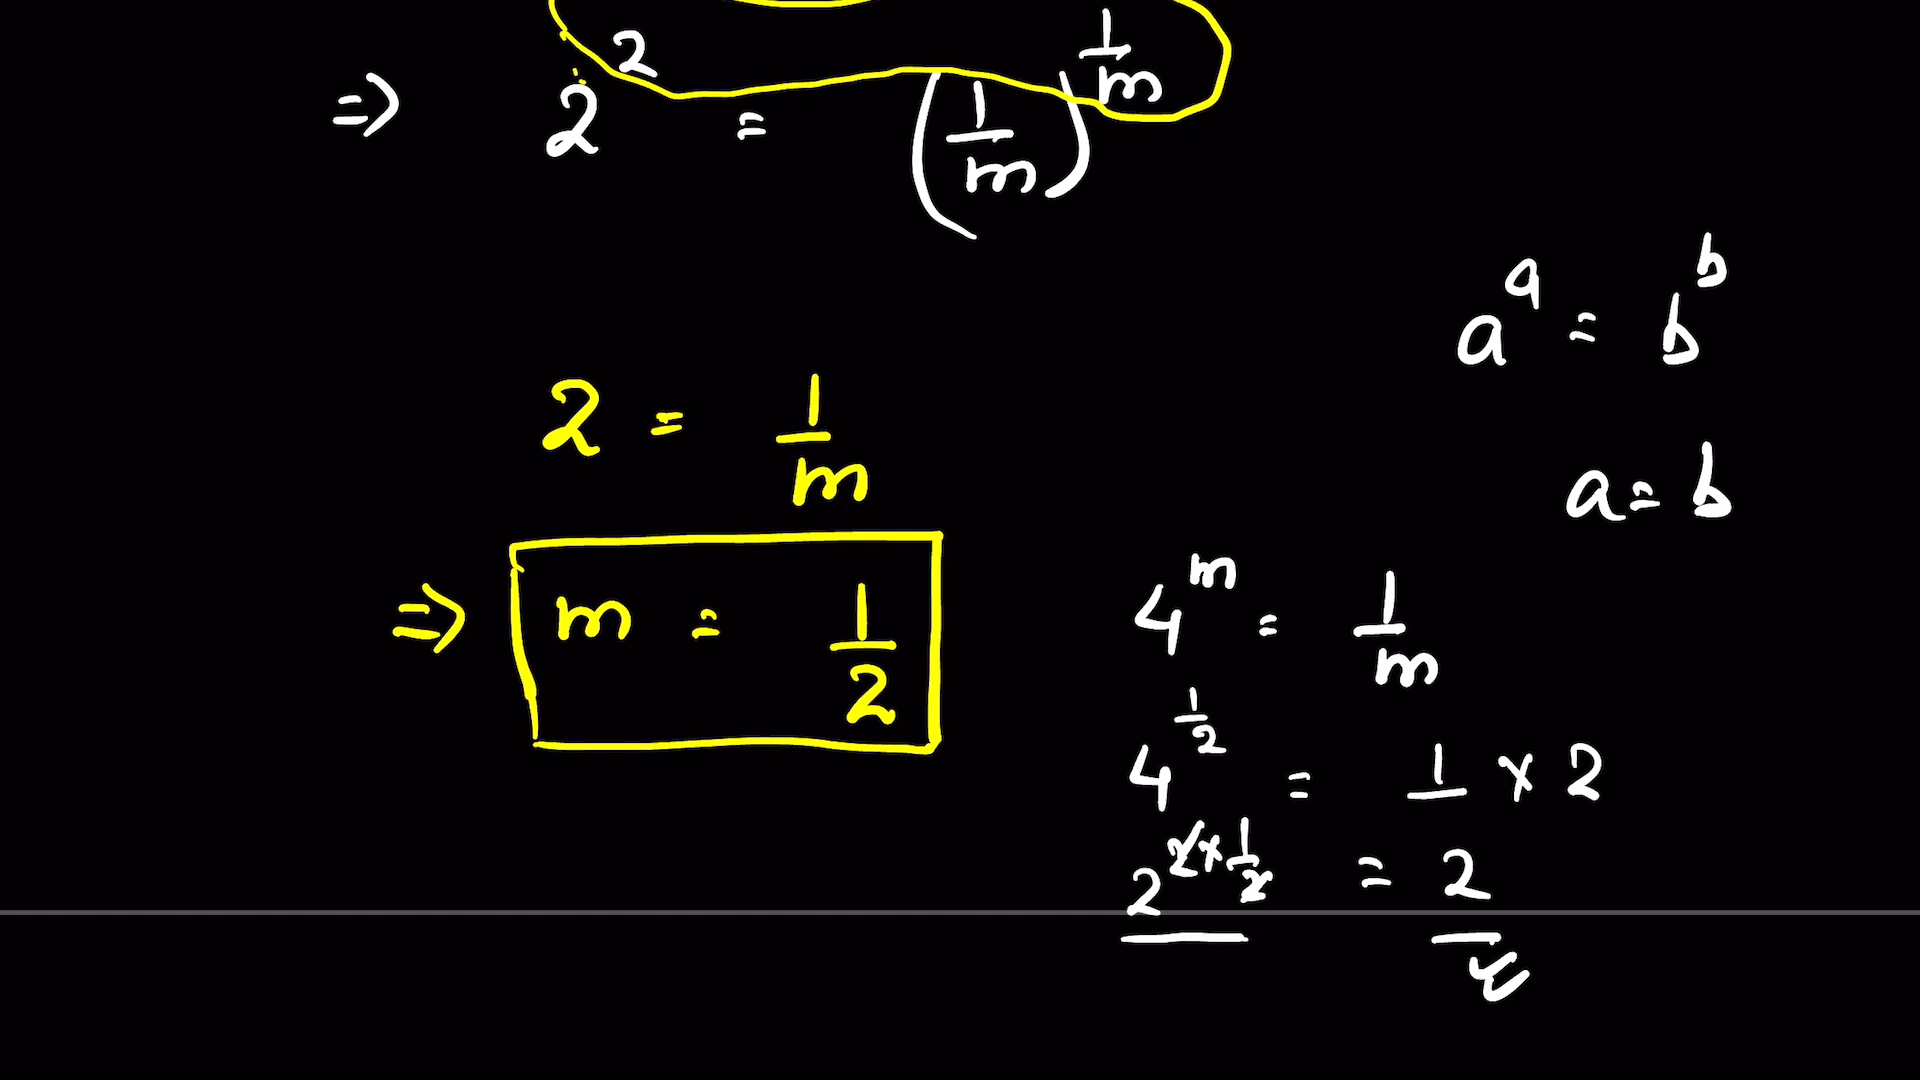 ⇒ 2^2 = (1/m)^(1/m)
a^a = b^b
2 = 1/m
a = b
⇒ m = 1/2
4^m = 1/m
4^(1/2) = 1/ × 2
2^(2×1/2) = 2